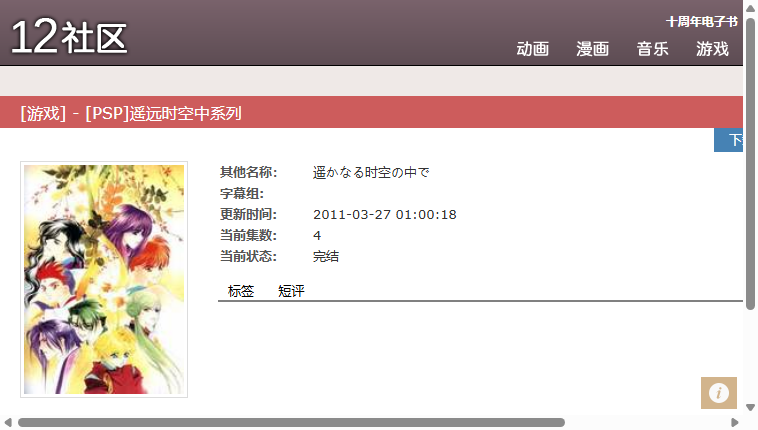 12社区
十周年电子书
动画 漫画 音乐 游戏
[游戏] - [PSP]遥远时空中系列
下
其他名称: 遥かなる时空の中で
字幕组:
更新时间: 2011-03-27 01:00:18
当前集数: 4
当前状态: 完结
标签 短评
i